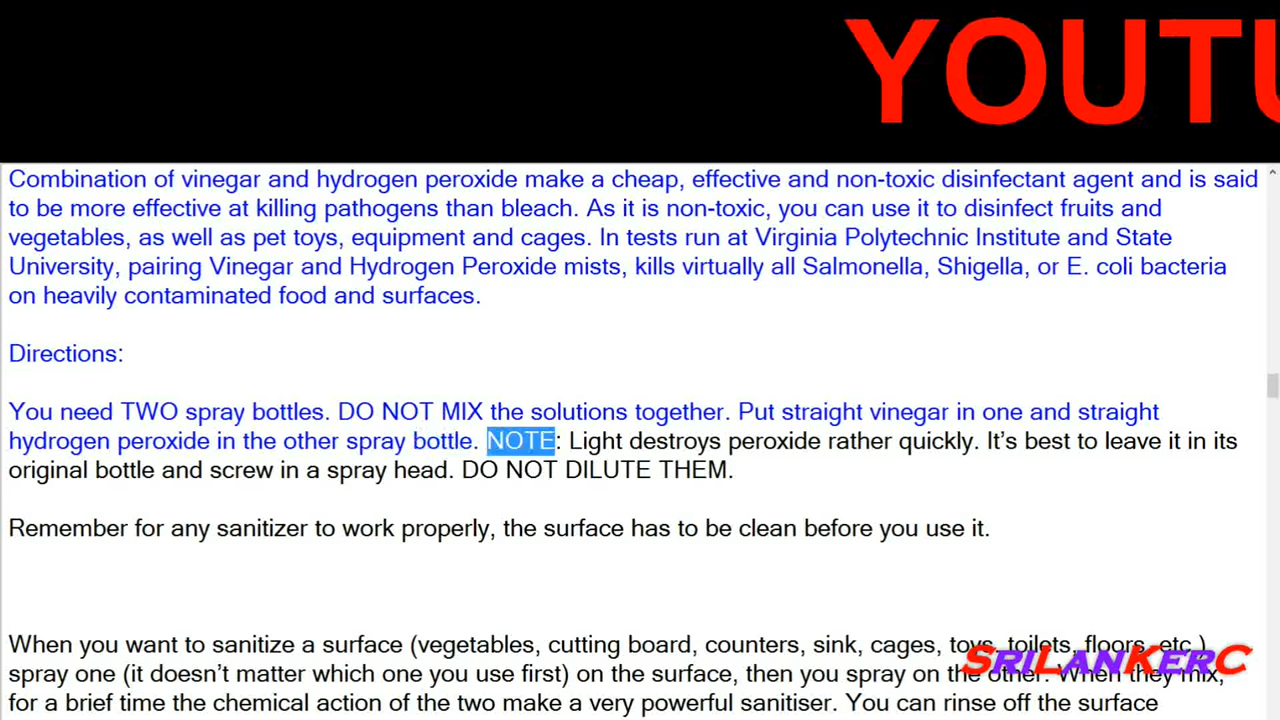 YOUTU
Combination of vinegar and hydrogen peroxide make a cheap, effective and non-toxic disinfectant agent and is said
to be more effective at killing pathogens than bleach. As it is non-toxic, you can use it to disinfect fruits and
vegetables, as well as pet toys, equipment and cages. In tests run at Virginia Polytechnic Institute and State
University, pairing Vinegar and Hydrogen Peroxide mists, kills virtually all Salmonella, Shigella, or E. coli bacteria
on heavily contaminated food and surfaces.
Directions:
You need TWO spray bottles. DO NOT MIX the solutions together. Put straight vinegar in one and straight
hydrogen peroxide in the other spray bottle. NOTE: Light destroys peroxide rather quickly. It’s best to leave it in its
original bottle and screw in a spray head. DO NOT DILUTE THEM.
Remember for any sanitizer to work properly, the surface has to be clean before you use it.
When you want to sanitize a surface (vegetables, cutting board, counters, sink, cages, toys, toilets, floors, etc.)
spray one (it doesn’t matter which one you use first) on the surface, then you spray on the other. When they mix,
for a brief time the chemical action of the two make a very powerful sanitiser. You can rinse off the surface
SRILANKERC